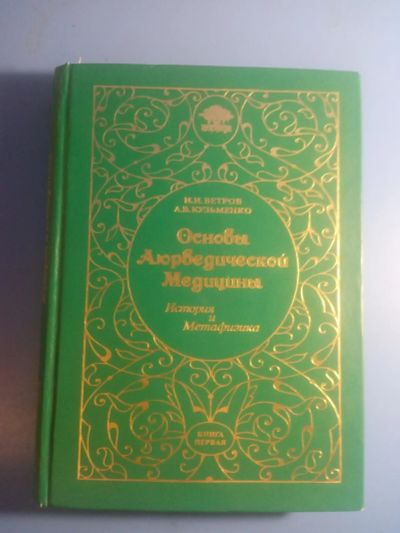 И.И. ВЕТРОВ
А.В. КУЗЬМЕНКО
Основы
Аюрведической
Медицины
История
и
Метафизика
КНИГА
ПЕРВАЯ